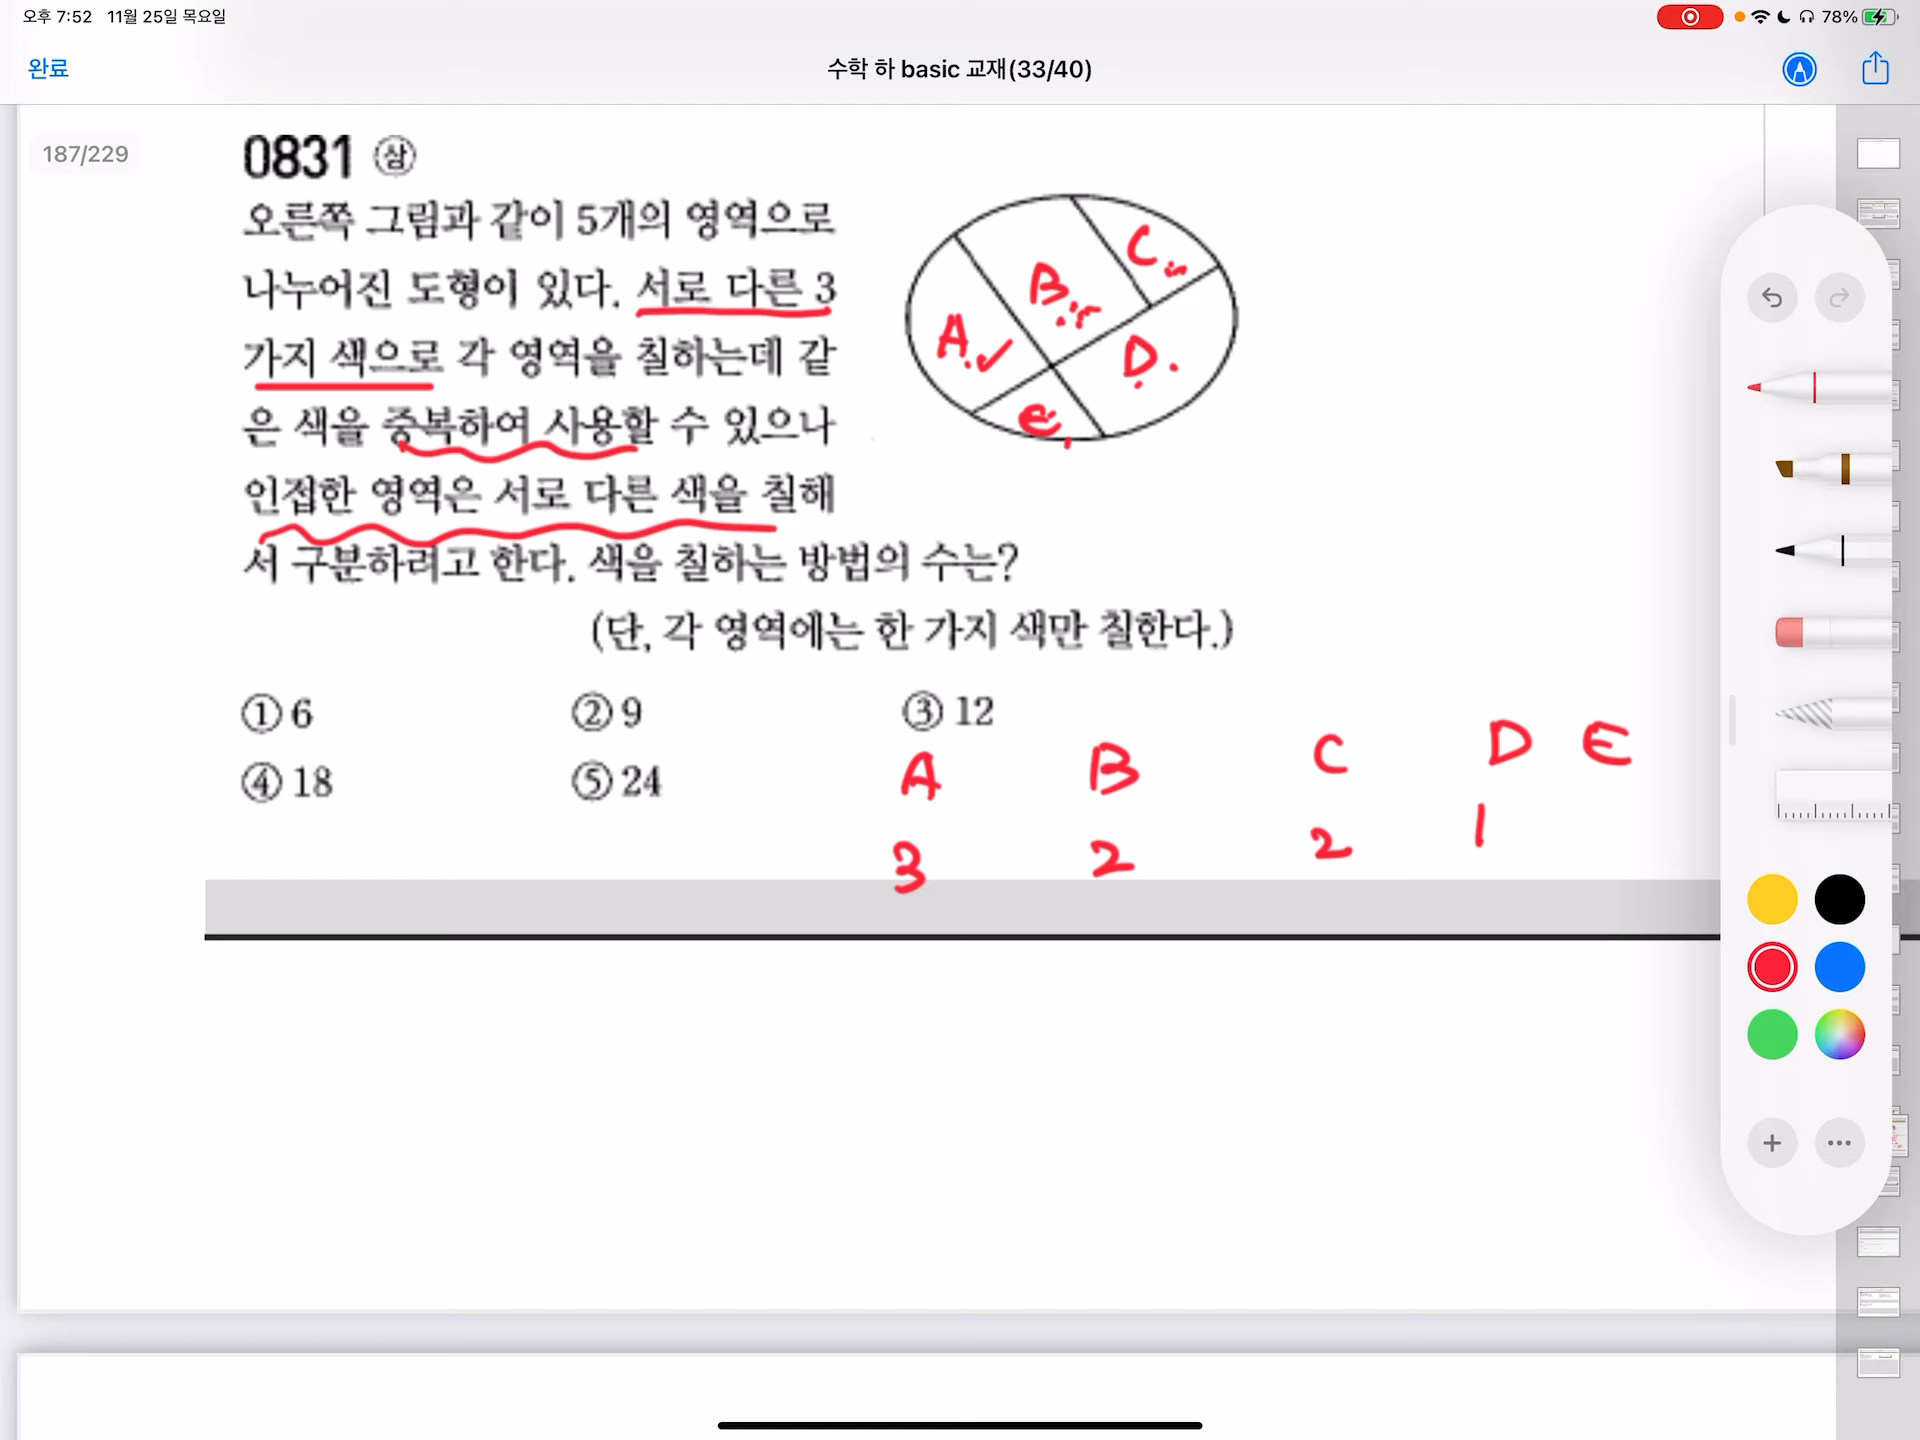 오후 7:52 11월 25일 목요일
78%
완료
수학 하 basic 교재(33/40)
187/229
0831 상
오른쪽 그림과 같이 5개의 영역으로
나누어진 도형이 있다. 서로 다른 3
가지 색으로 각 영역을 칠하는데 같
은 색을 중복하여 사용할 수 있으나
인접한 영역은 서로 다른 색을 칠해
서 구분하려고 한다. 색을 칠하는 방법의 수는?
(단, 각 영역에는 한 가지 색만 칠한다.)
C
B
A
D
E
① 6 ② 9 ③ 12
④ 18 ⑤ 24
A B C D E
3 2 2 1